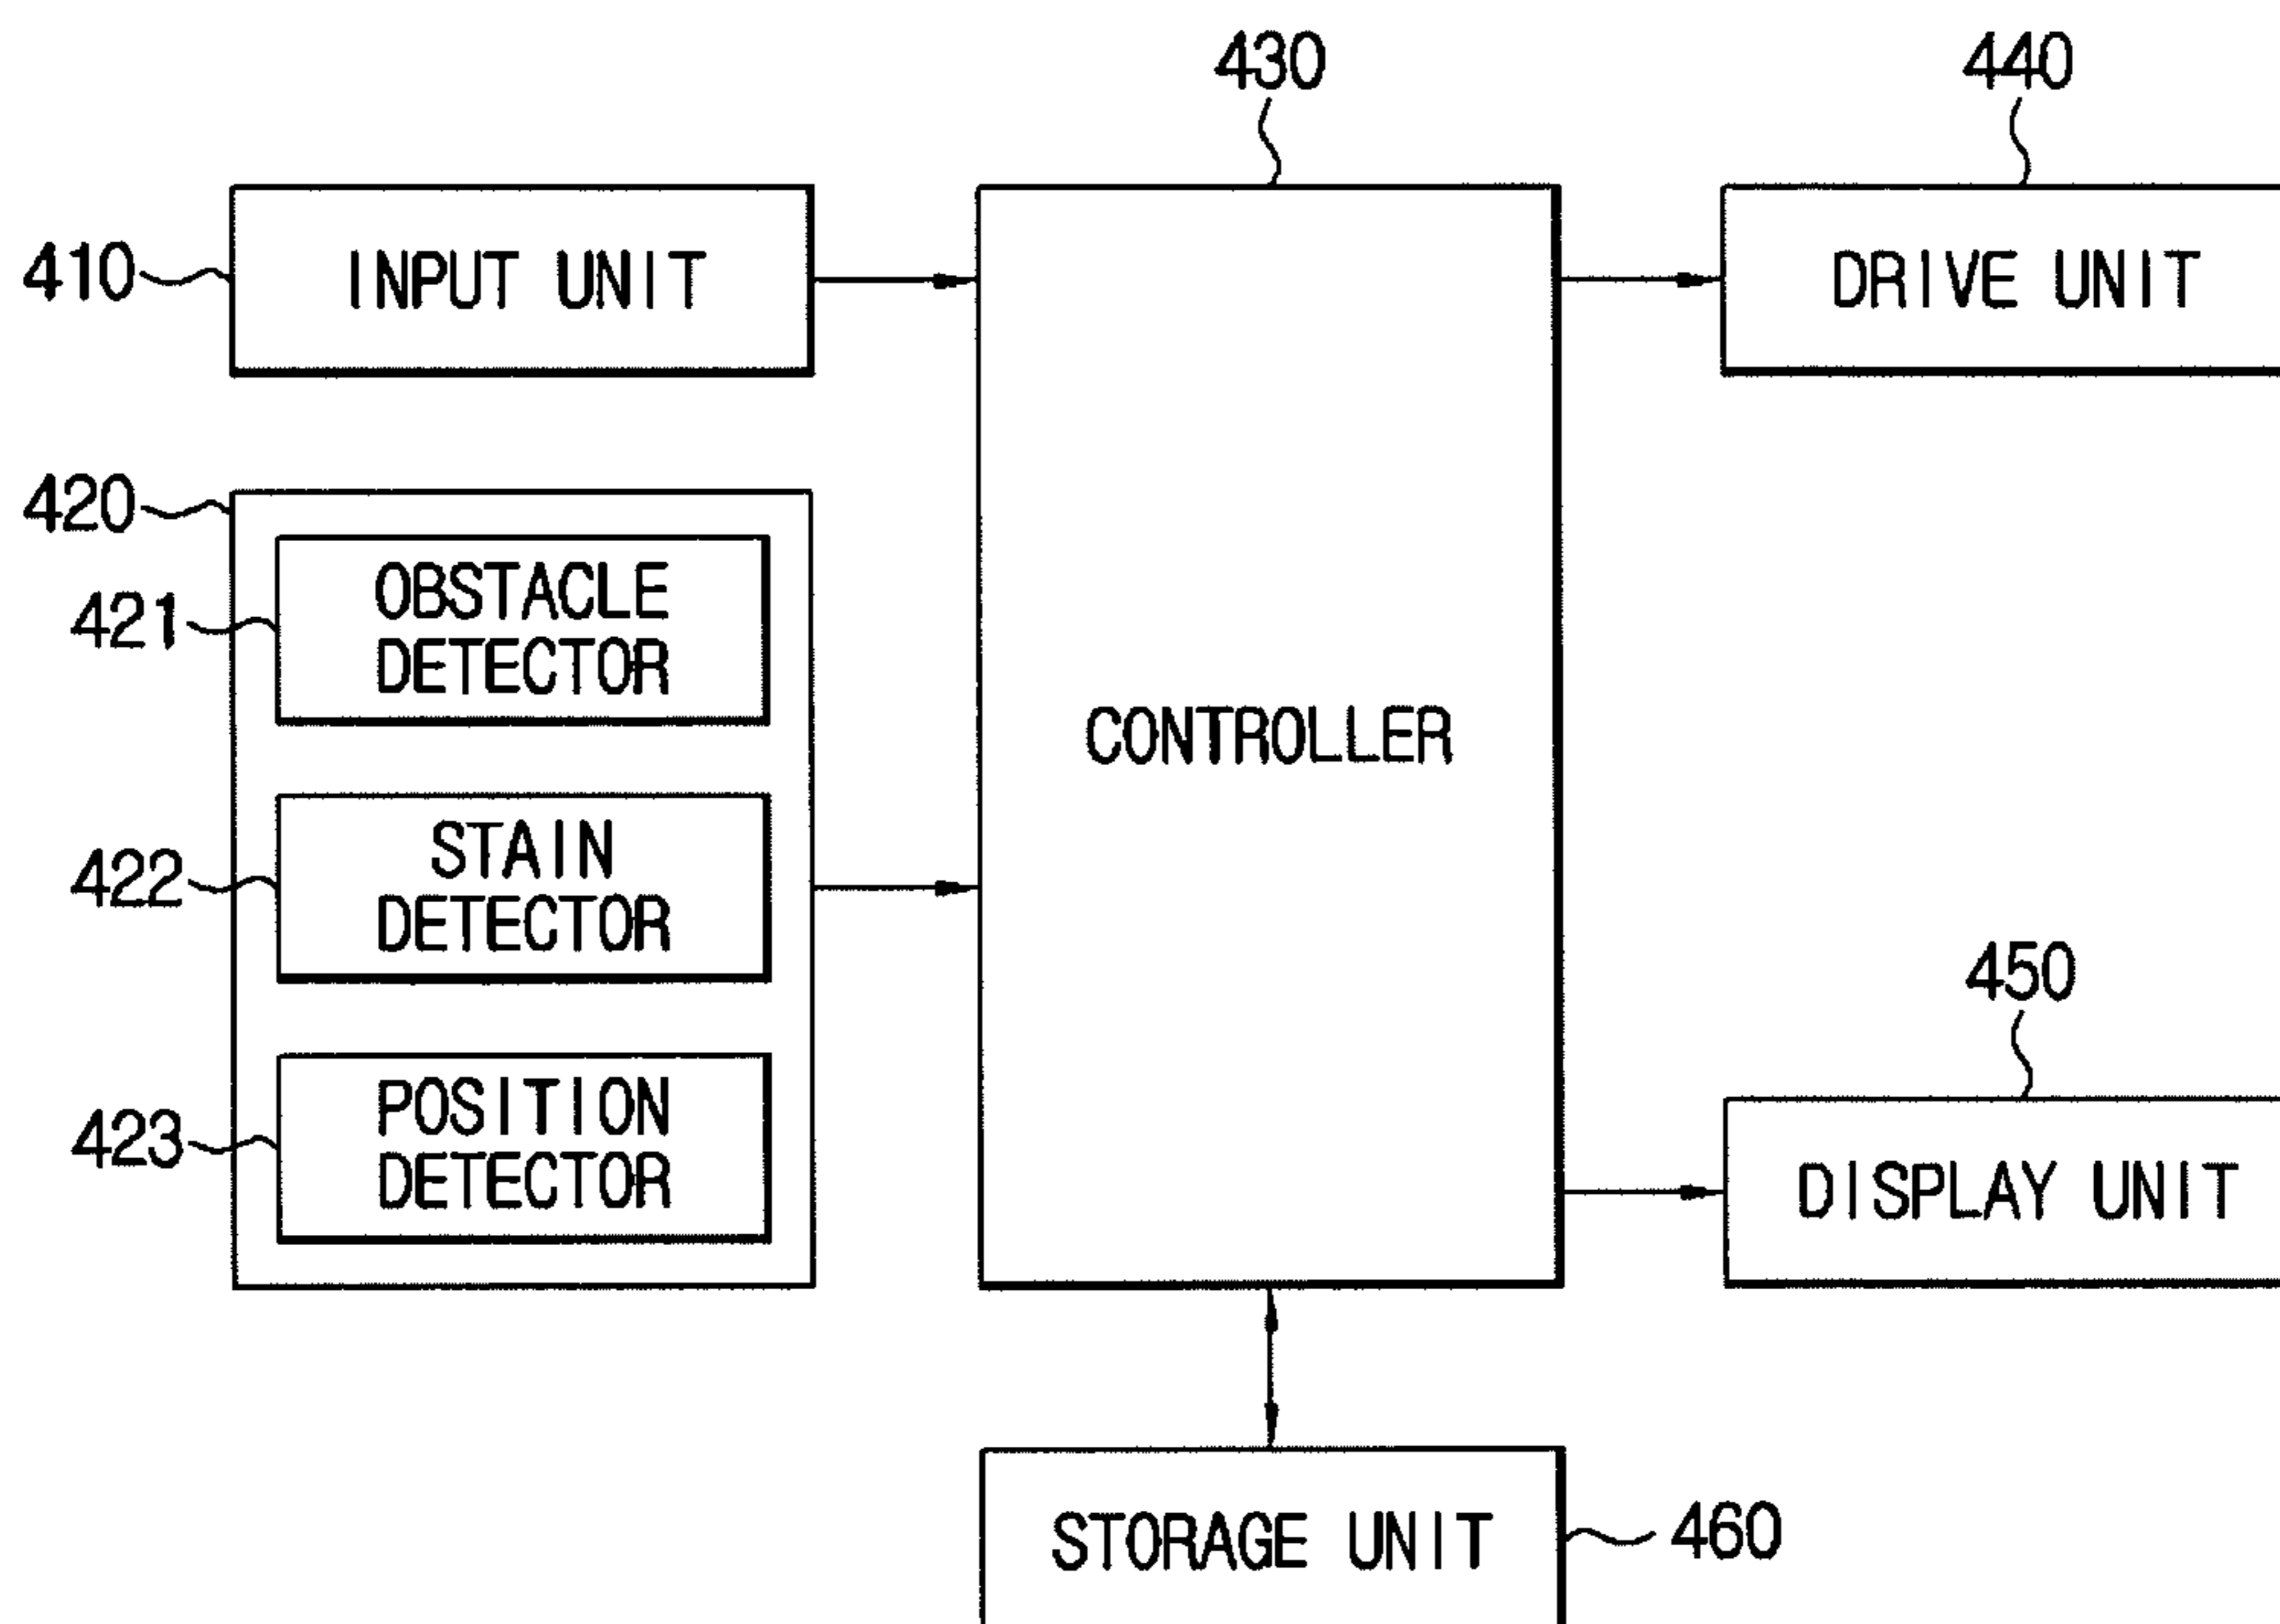 430
440
410
INPUT UNIT
DRIVE UNIT
420
421
OBSTACLE
DETECTOR
CONTROLLER
422
STAIN
DETECTOR
450
423
POSITION
DETECTOR
DISPLAY UNIT
STORAGE UNIT
460